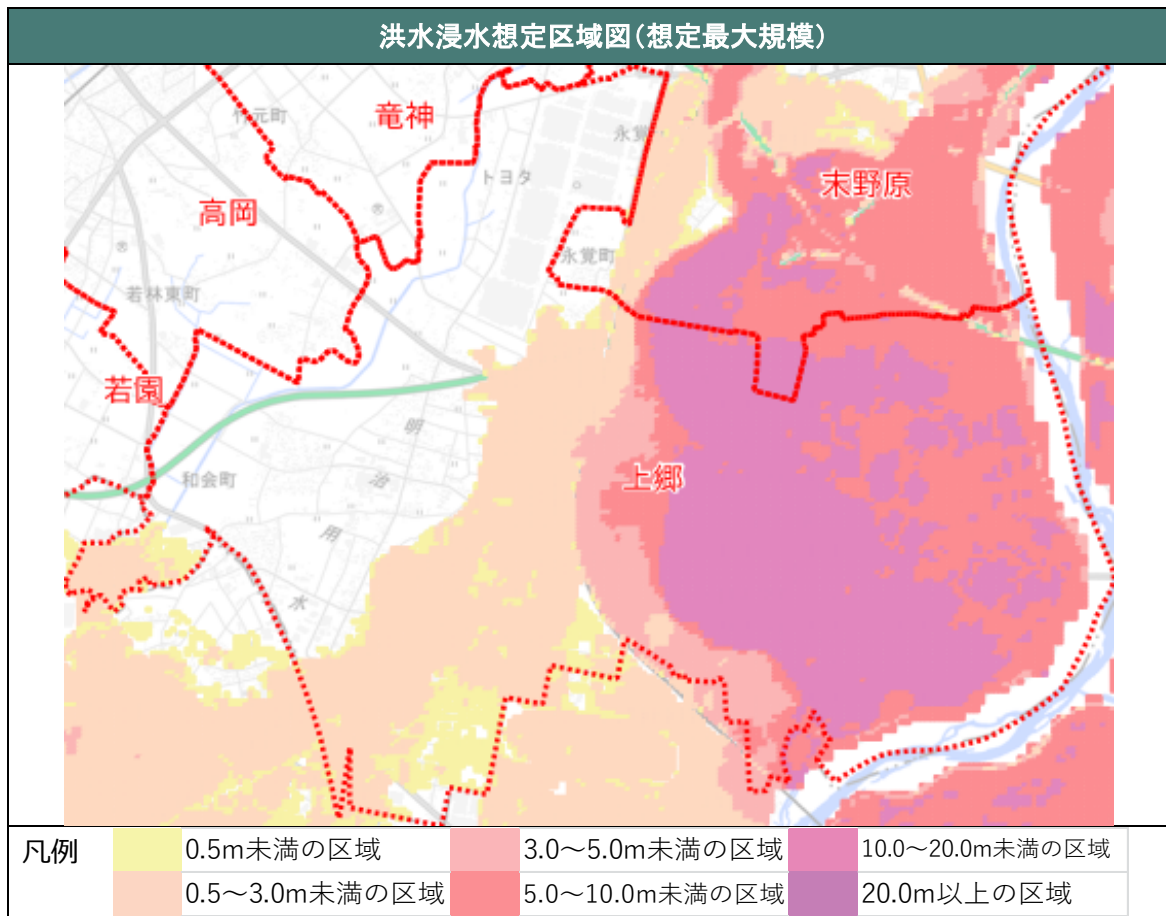 洪水浸水想定区域図(想定最大規模)
竜神
竹元町
永覚
トヨタ
末野原
高岡
永覚町
若林東町
若園
明
治
用
水
上郷
和会町
凡例
0.5m未満の区域
3.0～5.0m未満の区域
10.0～20.0m未満の区域
0.5～3.0m未満の区域
5.0～10.0m未満の区域
20.0m以上の区域